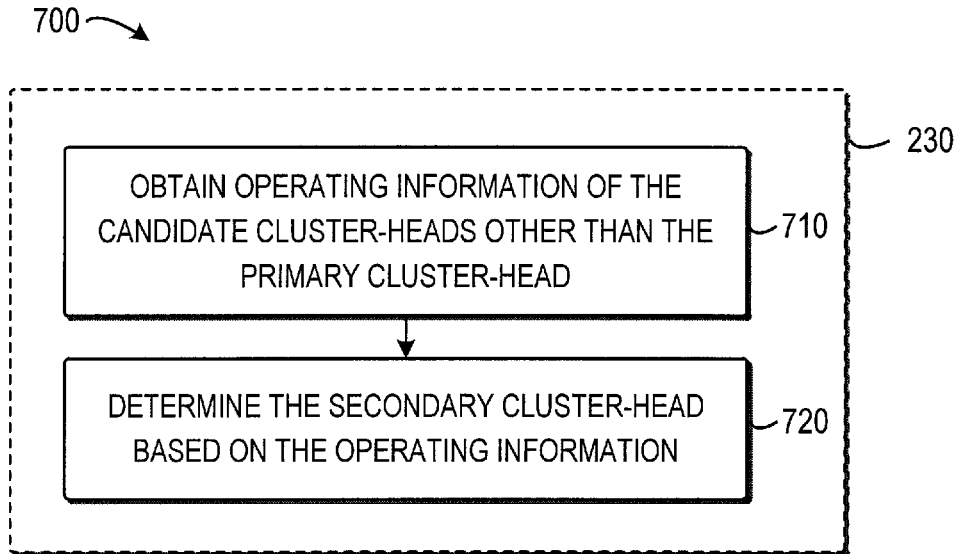 700
230
OBTAIN OPERATING INFORMATION OF THE
CANDIDATE CLUSTER-HEADS OTHER THAN THE
PRIMARY CLUSTER-HEAD
710
DETERMINE THE SECONDARY CLUSTER-HEAD
BASED ON THE OPERATING INFORMATION
720